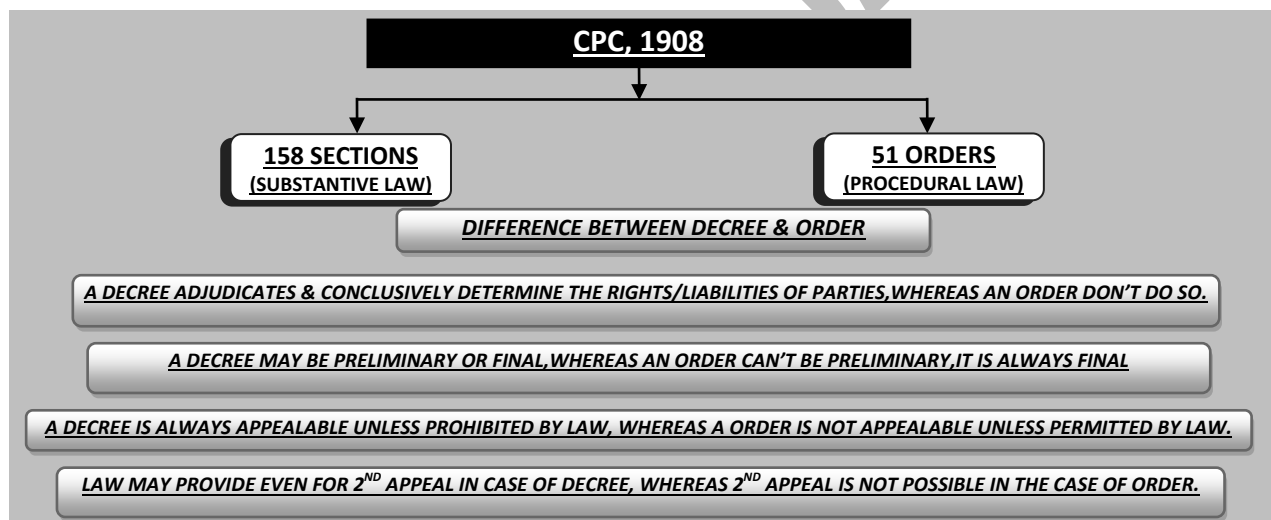 CPC, 1908
158 SECTIONS
(SUBSTANTIVE LAW)
51 ORDERS
(PROCEDURAL LAW)
DIFFERENCE BETWEEN DECREE & ORDER
A DECREE ADJUDICATES & CONCLUSIVELY DETERMINE THE RIGHTS/LIABILITIES OF PARTIES,WHEREAS AN ORDER DON'T DO SO.
A DECREE MAY BE PRELIMINARY OR FINAL,WHEREAS AN ORDER CAN'T BE PRELIMINARY,IT IS ALWAYS FINAL
A DECREE IS ALWAYS APPEALABLE UNLESS PROHIBITED BY LAW, WHEREAS A ORDER IS NOT APPEALABLE UNLESS PERMITTED BY LAW.
LAW MAY PROVIDE EVEN FOR 2ND APPEAL IN CASE OF DECREE, WHEREAS 2ND APPEAL IS NOT POSSIBLE IN THE CASE OF ORDER.